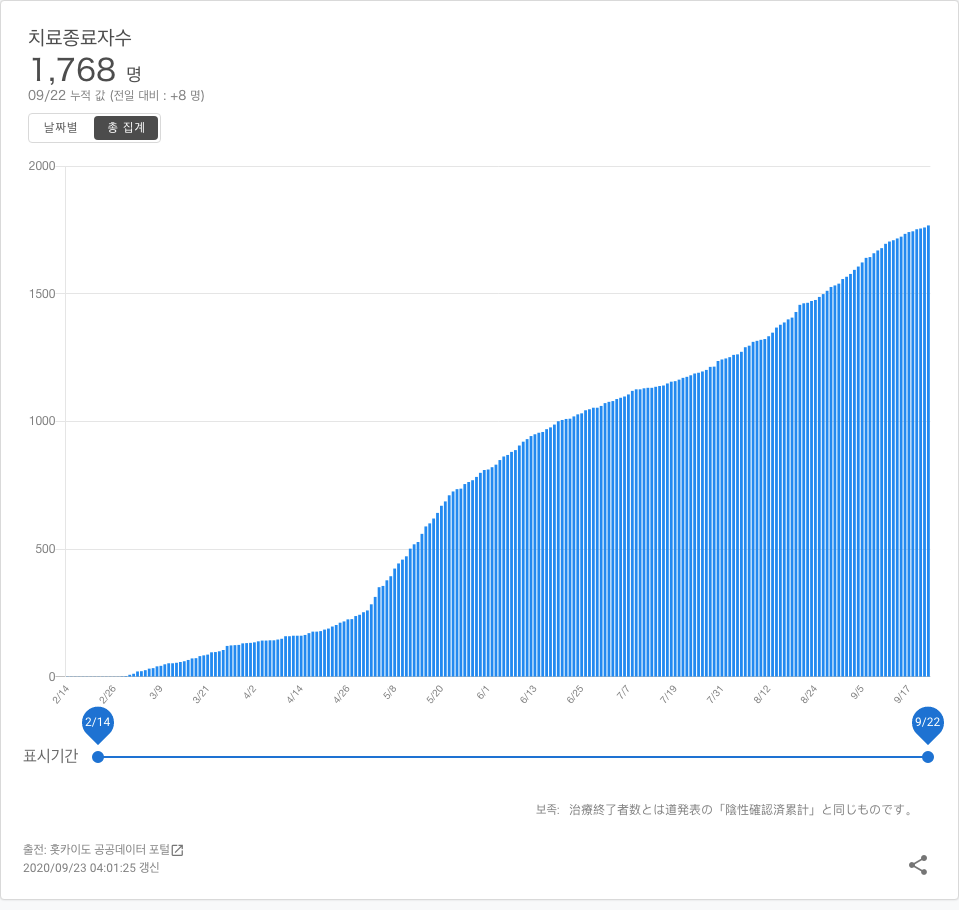 치료종료자수
1,768 명
09/22 누적 값 (전일 대비 : +8 명)
날짜별 총 집계
2000
1500
1000
500
0
2/14 2/26 3/9 3/21 4/2 4/14 4/26 5/8 5/20 6/1 6/13 6/25 7/7 7/19 7/31 8/12 8/24 9/5 9/17
2/14 9/22
표시기간
보족: 治療終了者数とは道発表の「陰性確認済累計」と同じものです。
출전: 홋카이도 공공데이터 포털
2020/09/23 04:01:25 갱신